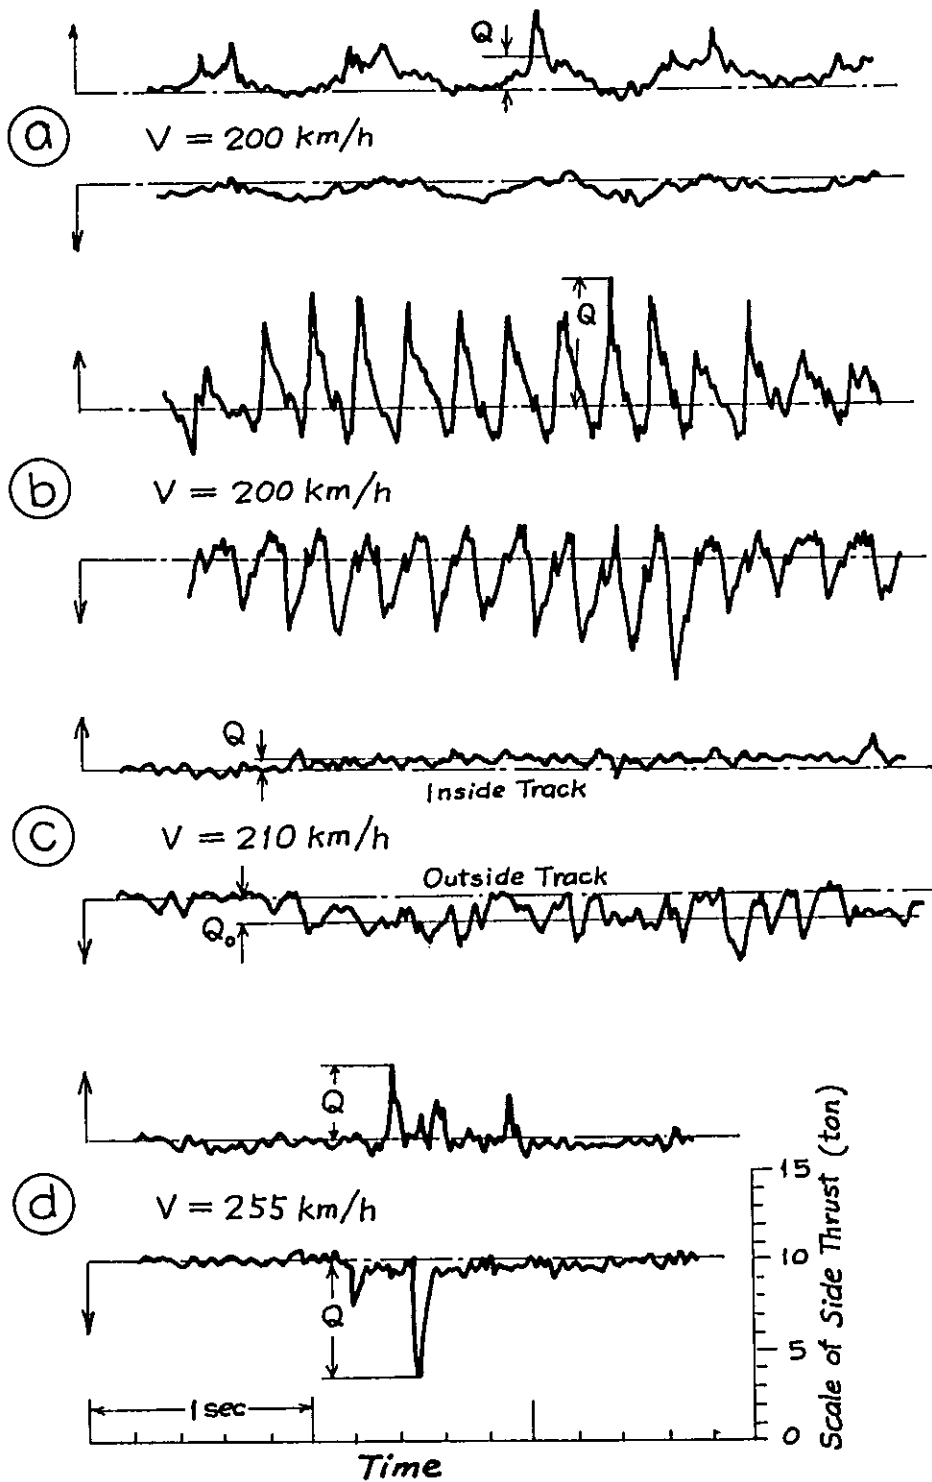 Q
a
V = 200 km/h
Q
b
V = 200 km/h
Q
Inside Track
c
V = 210 km/h
Outside Track
Q₀
Q
d
V = 255 km/h
Q
15
10
5
0
Scale of Side Thrust (ton)
1 sec
Time